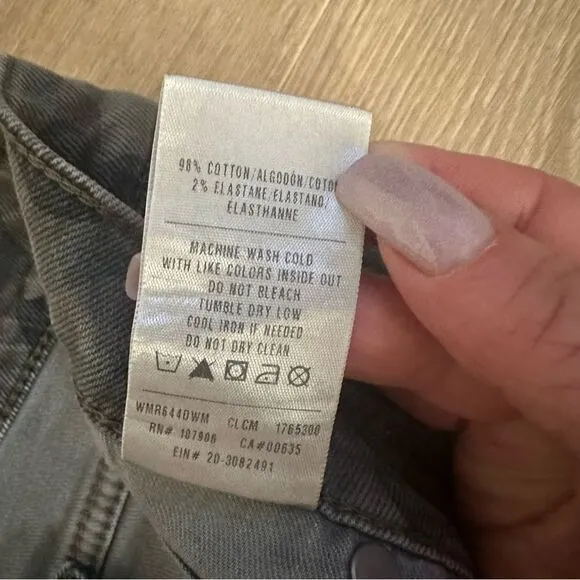 98% COTTON/ALGODÓN/COTON
2% ELASTANE/ELASTANO/
ELASTHANNE
MACHINE WASH COLD
WITH LIKE COLORS INSIDE OUT
DO NOT BLEACH
TUMBLE DRY LOW
COOL IRON IF NEEDED
DO NOT DRY CLEAN
WMR644DWM CLCM 1765300
RN# 107906 CA#00635
EIN# 20-3082491